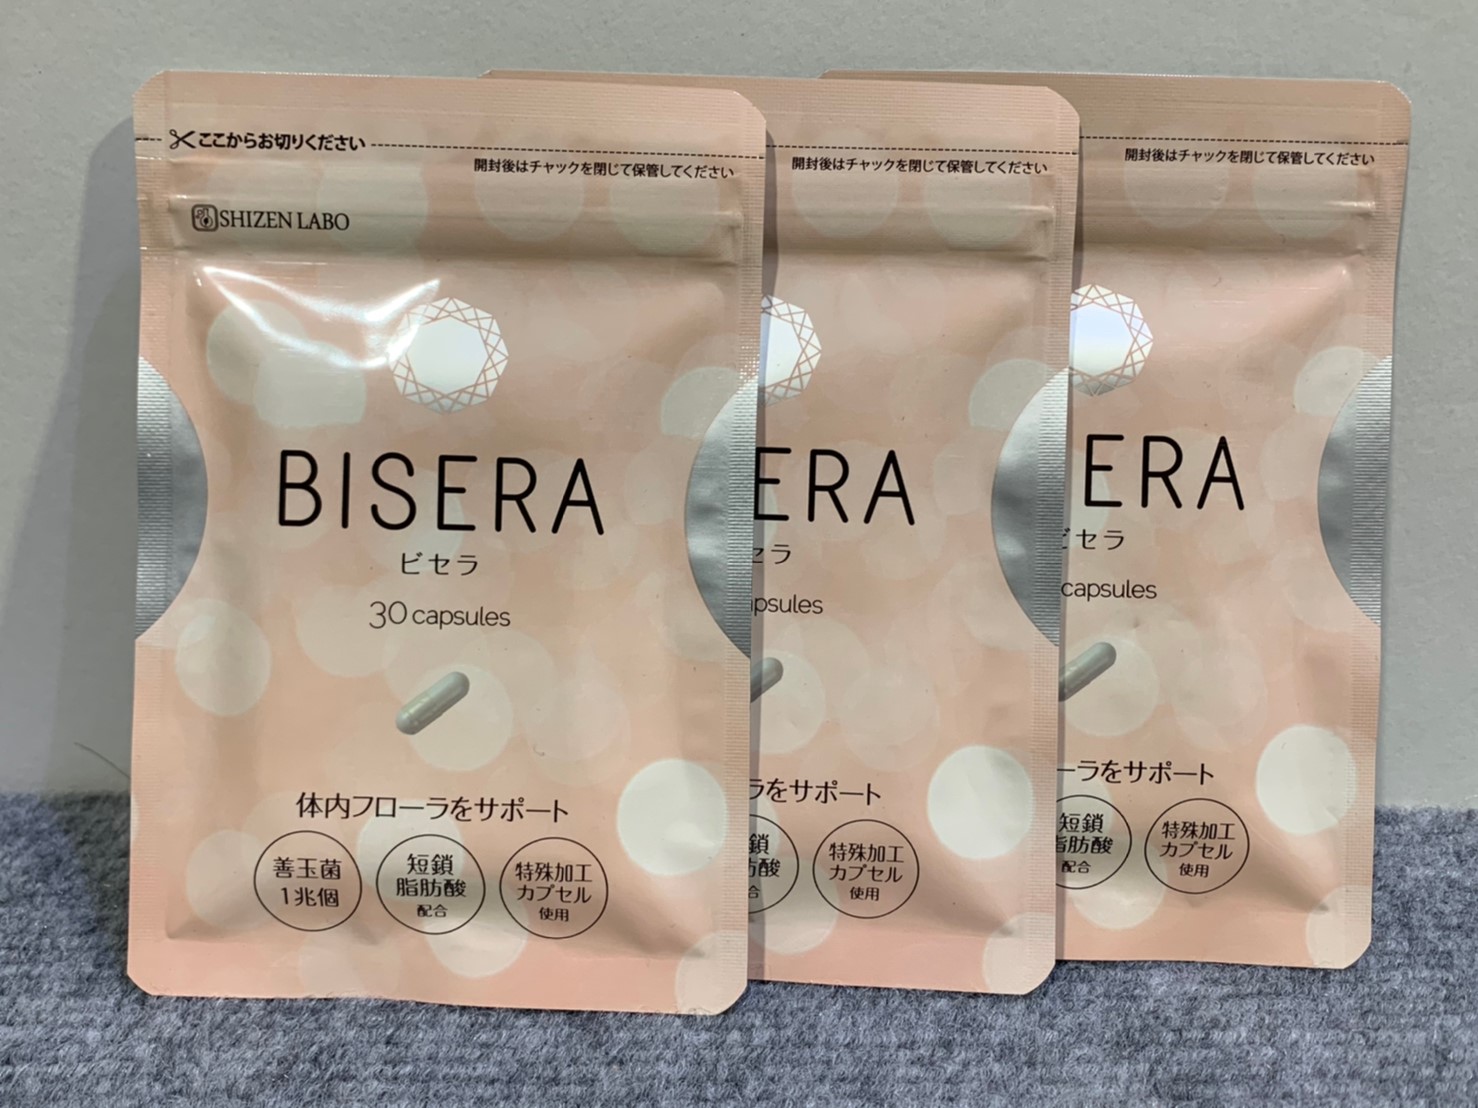 ここからお切りください
開封後はチャックを閉じて保管してください
SHIZEN LABO
BISERA
ビセラ
30 capsules
体内フローラをサポート
善玉菌
1兆個
短鎖
脂肪酸
配合
特殊加工
カプセル
使用
開封後はチャックを閉じて保管してください
ERA
セラ
psules
ラをサポート
鎖
肪酸
合
特殊加工
カプセル
使用
開封後はチャックを閉じて保管してください
ERA
ビセラ
capsules
ーラをサポート
短鎖
脂肪酸
配合
特殊加工
カプセル
使用